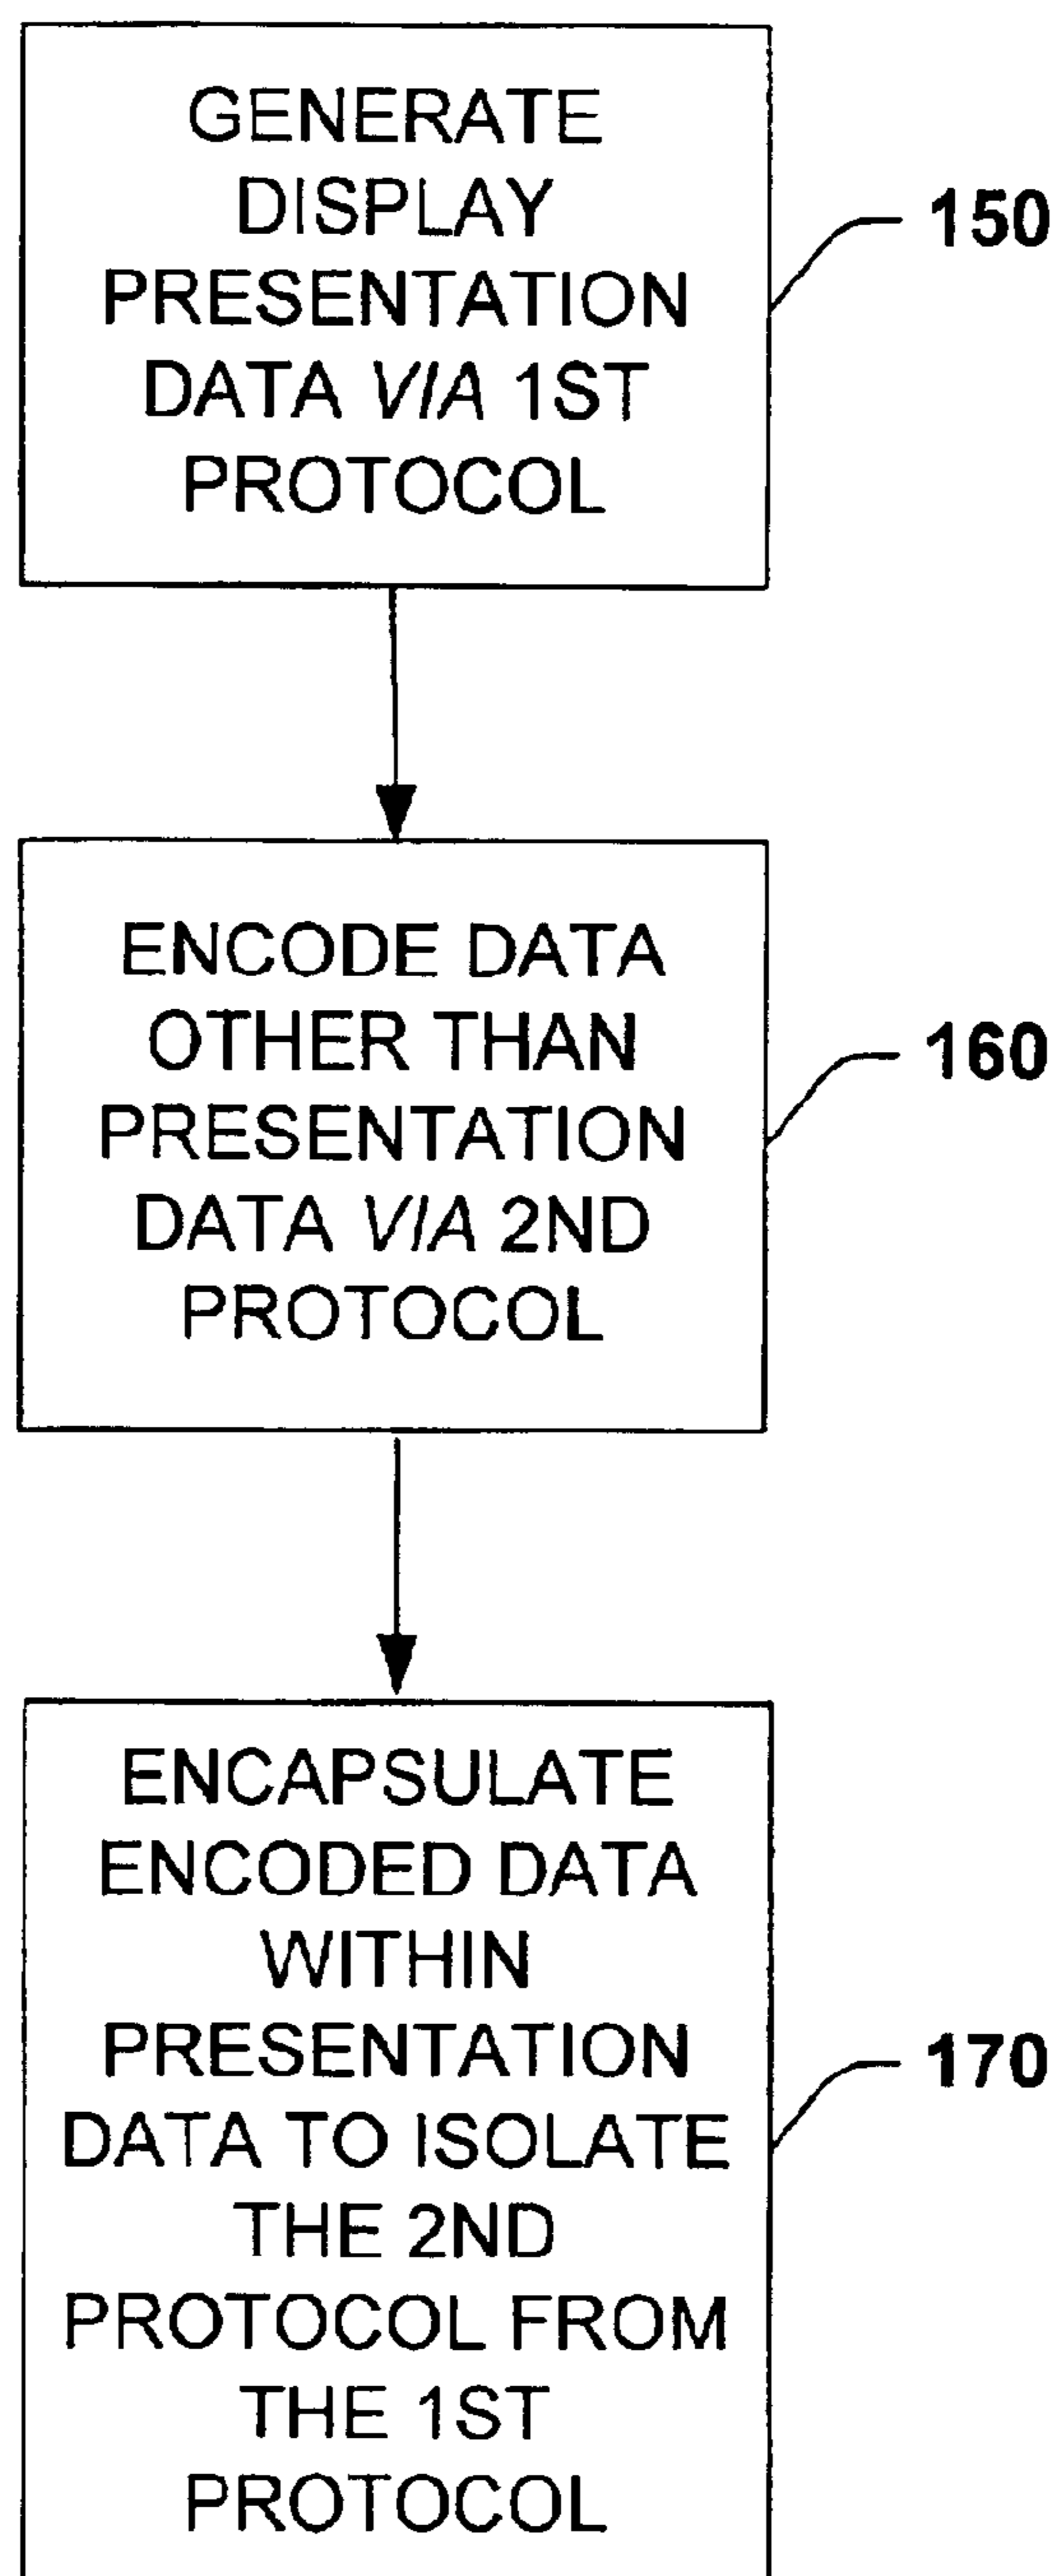 GENERATE
DISPLAY
PRESENTATION
DATA VIA 1ST
PROTOCOL
150
ENCODE DATA
OTHER THAN
PRESENTATION
DATA VIA 2ND
PROTOCOL
160
ENCAPSULATE
ENCODED DATA
WITHIN
PRESENTATION
DATA TO ISOLATE
THE 2ND
PROTOCOL FROM
THE 1ST
PROTOCOL
170